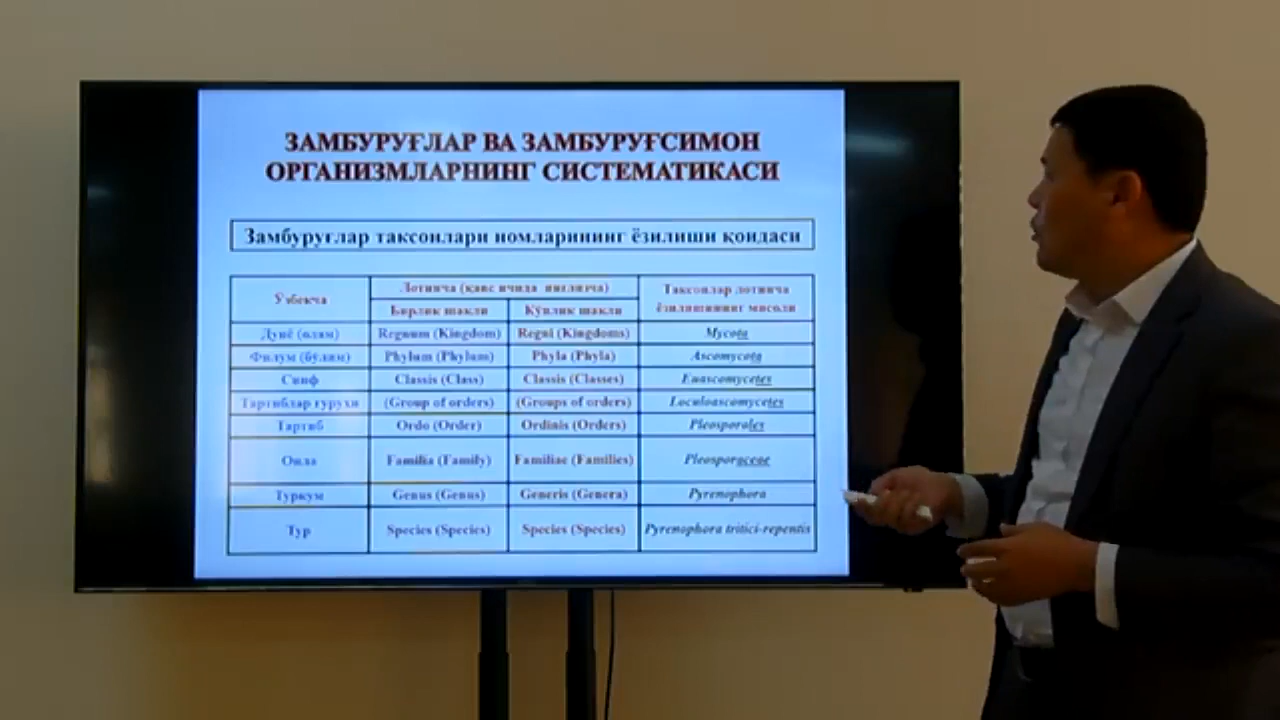 ЗАМБУРУҒЛАР ВА ЗАМБУРУҒСИМОН
ОРГАНИЗМЛАРНИНГ СИСТЕМАТИКАСИ
Замбуруғлар таксонлари номларининг ёзилиши қоидаси
Ўзбекча
Лотинча (қавс ичида инглизча)
Таксонлар лотинча
ёзилишининг мисоли
Бирлик шакли
Кўплик шакли
Дунё (олам)
Regnum (Kingdom)
Regni (Kingdoms)
Mycota
Филум (бўлим)
Phylum (Phylum)
Phyla (Phyla)
Ascomycota
Синф
Classis (Class)
Classis (Classes)
Euascomycetes
Тартиблар гуруҳи
(Group of orders)
(Groups of orders)
Loculoascomycetes
Тартиб
Ordo (Order)
Ordinis (Orders)
Pleosporales
Оила
Familia (Family)
Familiae (Families)
Pleosporaceae
Туркум
Genus (Genus)
Generis (Genera)
Pyrenophora
Тур
Species (Species)
Species (Species)
Pyrenophora tritici-repentis